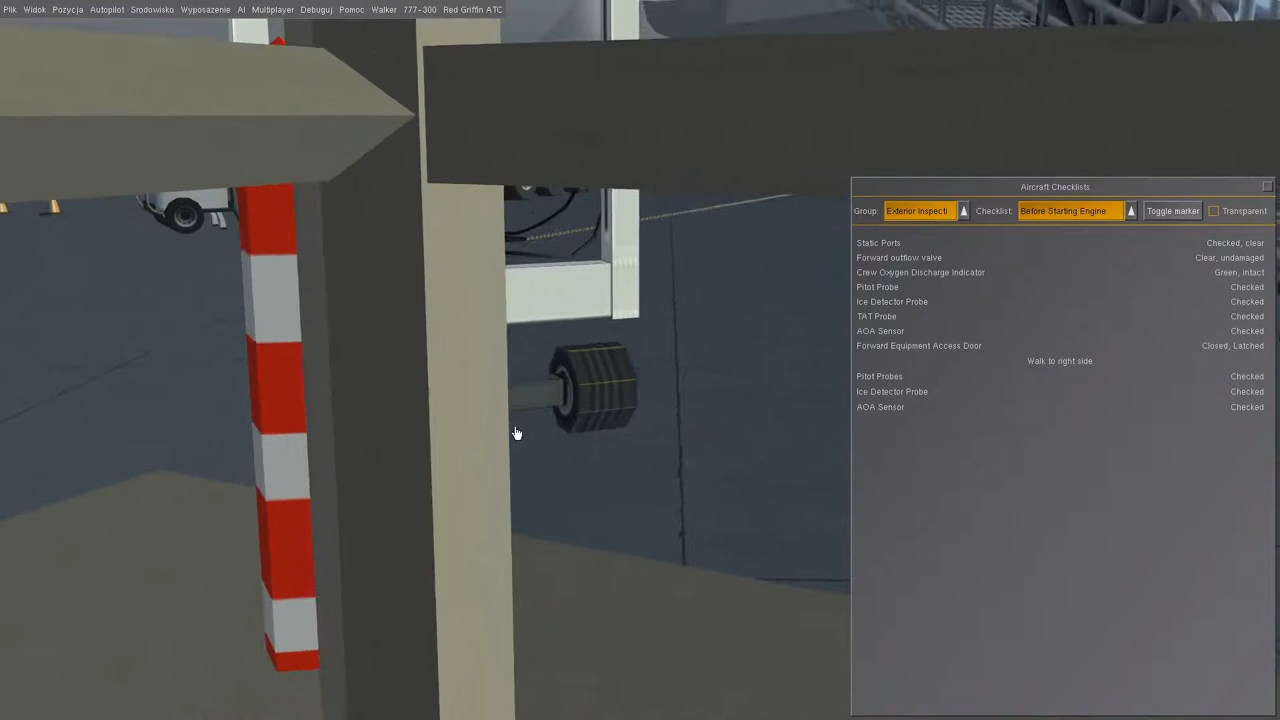 Plik Widok Pozycja Autopilot Środowisko Wyposażenie AI Multiplayer Debuguj Pomoc Walker 777-300 Red Griffin ATC
Aircraft Checklists
Group: Exterior Inspecti Checklist: Before Starting Engine Toggle marker Transparent
Static Ports Checked, clear
Forward outflow valve Clear, undamaged
Crew Oxygen Discharge Indicator Green, intact
Pitot Probe Checked
Ice Detector Probe Checked
TAT Probe Checked
AOA Sensor Checked
Forward Equipment Access Door Closed, Latched
Walk to right side
Pitot Probes Checked
Ice Detector Probe Checked
AOA Sensor Checked